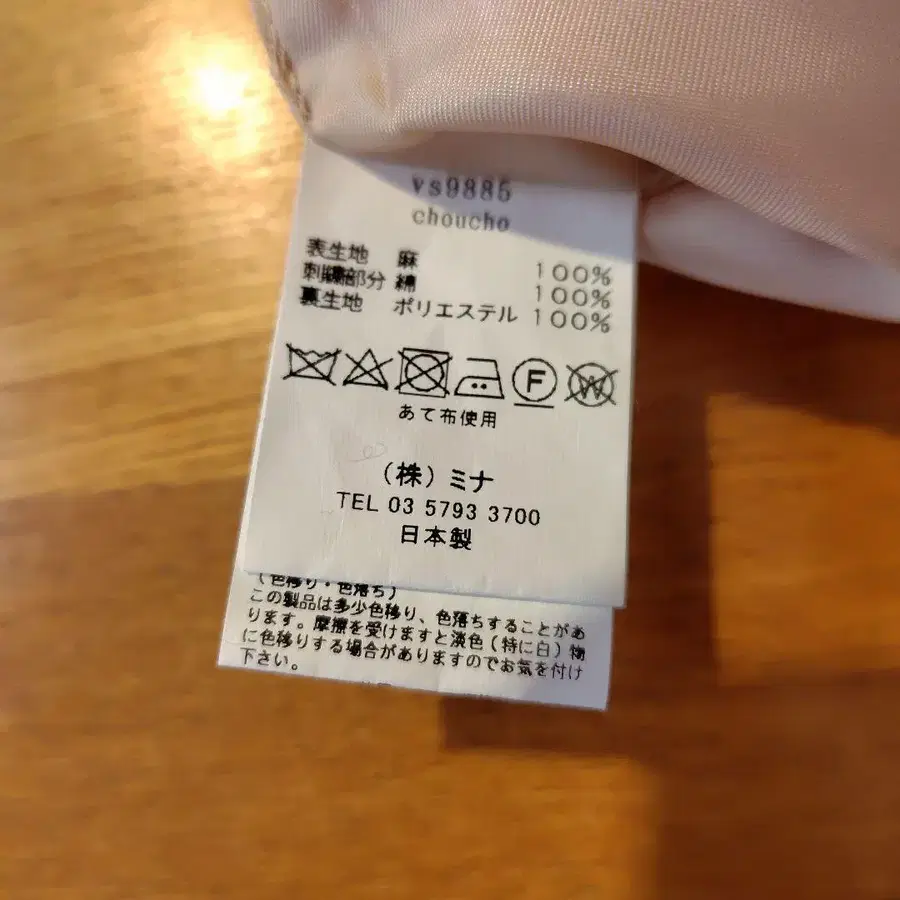 vs9885
choucho
表生地 麻 100%
刺繍部分 綿 100%
裏生地 ポリエステル 100%
F W
あて布使用
(株)ミナ
TEL 03 5793 3700
日本製
(色移り・色落ち)
この製品は多少色移り、色落ちすることがあ
ります。摩擦を受けますと淡色(特に白)物
に色移りする場合がありますのでお気を付け
下さい。